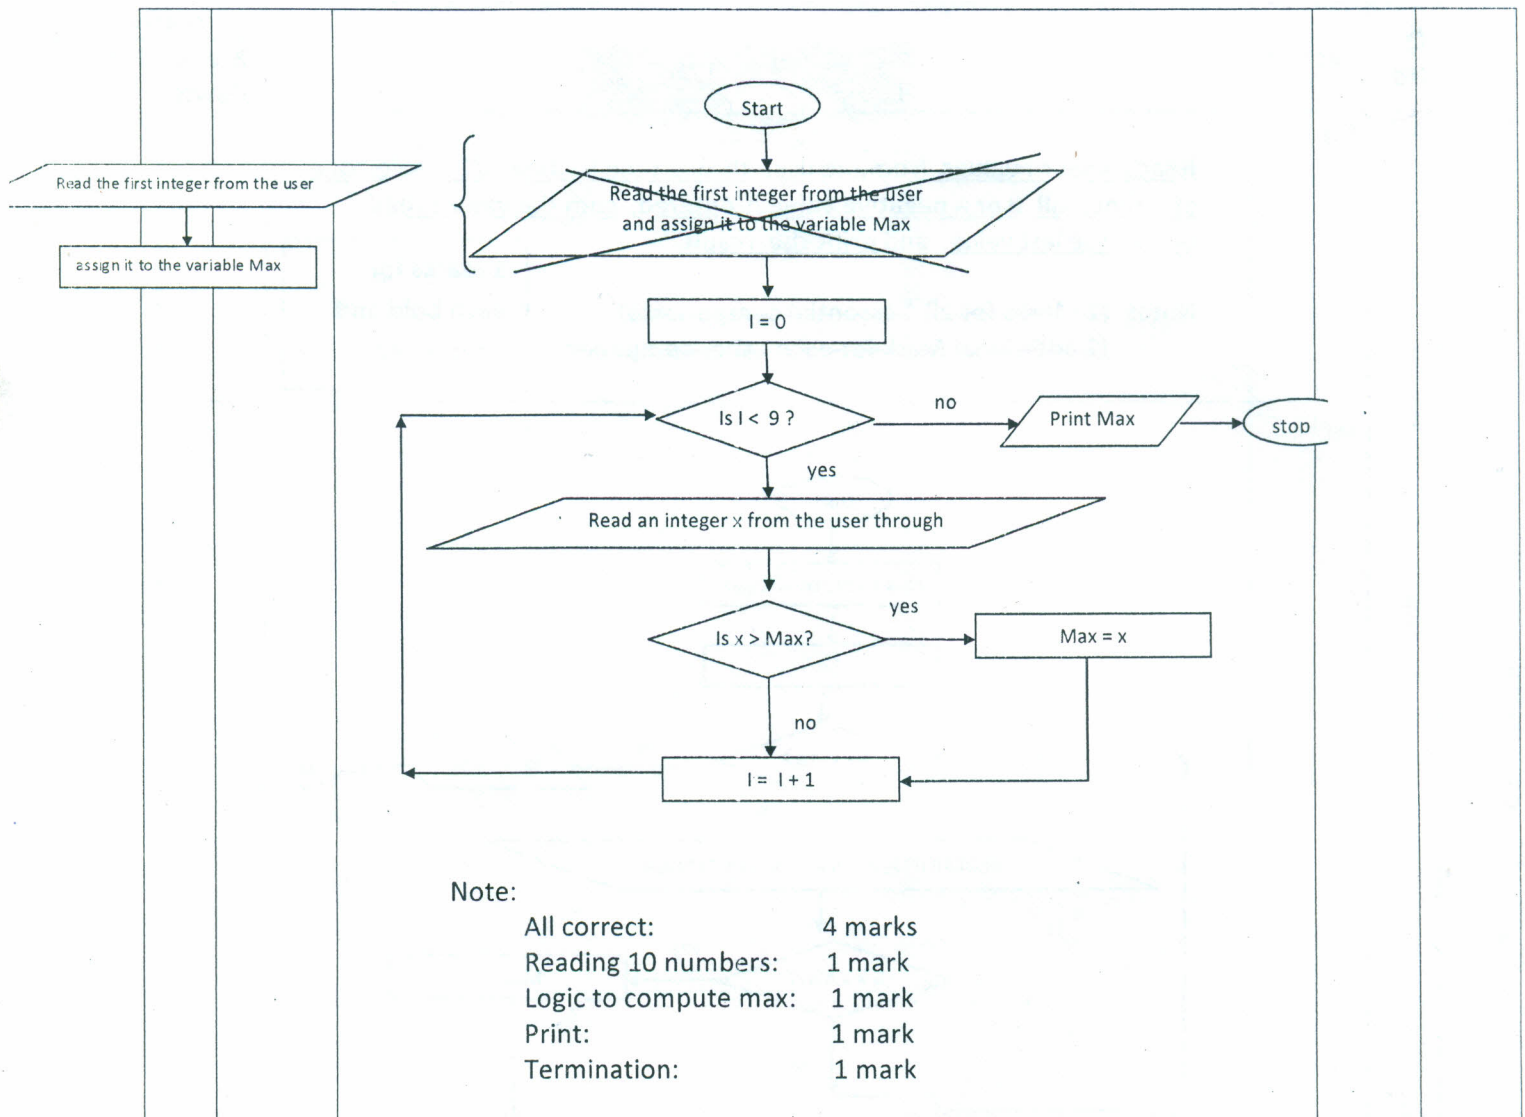 Start
Read the first integer from the user
assign it to the variable Max
Read the first integer from the user
and assign it to the variable Max
I = 0
Is I < 9 ?
no
Print Max
stop
yes
Read an integer x from the user through
Is x > Max?
yes
Max = x
no
I = I + 1
Note:
All correct: 4 marks
Reading 10 numbers: 1 mark
Logic to compute max: 1 mark
Print: 1 mark
Termination: 1 mark